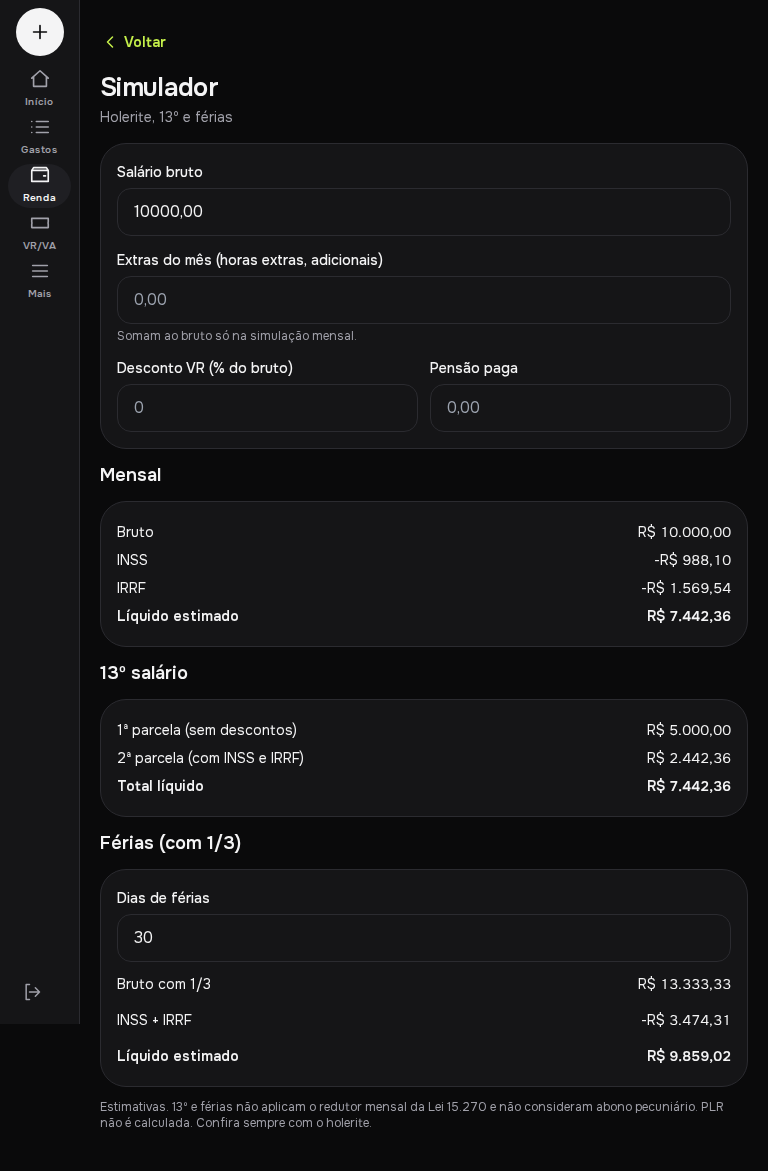 Início
Gastos
Renda
VR/VA
Mais
Voltar
Simulador
Holerite, 13º e férias
Salário bruto
10000,00
Extras do mês (horas extras, adicionais)
0,00
Somam ao bruto só na simulação mensal.
Desconto VR (% do bruto)
Pensão paga
0
0,00
Mensal
Bruto R$ 10.000,00
INSS -R$ 988,10
IRRF -R$ 1.569,54
Líquido estimado R$ 7.442,36
13º salário
1ª parcela (sem descontos) R$ 5.000,00
2ª parcela (com INSS e IRRF) R$ 2.442,36
Total líquido R$ 7.442,36
Férias (com 1/3)
Dias de férias
30
Bruto com 1/3 R$ 13.333,33
INSS + IRRF -R$ 3.474,31
Líquido estimado R$ 9.859,02
Estimativas. 13º e férias não aplicam o redutor mensal da Lei 15.270 e não consideram abono pecuniário. PLR
não é calculada. Confira sempre com o holerite.